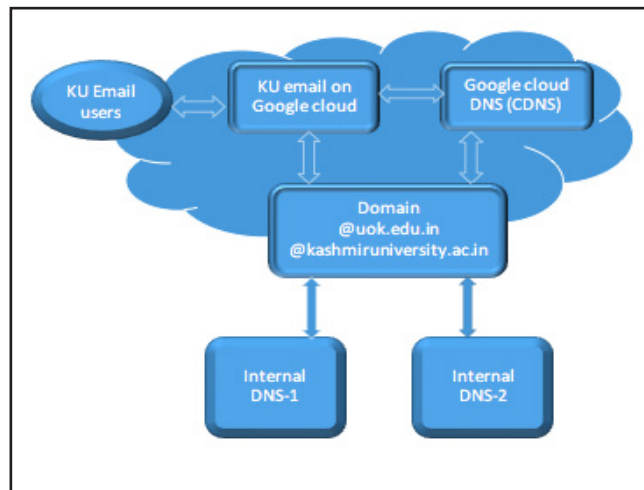 KU Email
users
KU email on
Google cloud
Google cloud
DNS (CDNS)
Domain
@uok.edu.in
@kashmiruniversity.ac.in
Internal
DNS-1
Internal
DNS-2